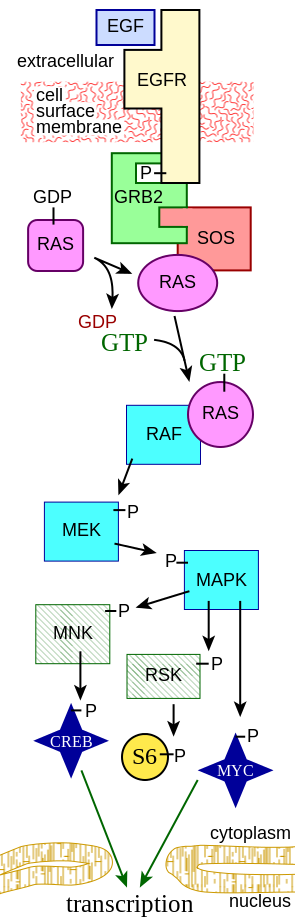 EGF
extracellular
EGFR
cell
surface
membrane
P
GRB2
GDP
RAS
SOS
RAS
GDP
GTP
GTP
RAS
RAF
P
MEK
P
MAPK
P
MNK
P
RSK
P
CREB
P
S6
P
MYC
cytoplasm
nucleus
transcription